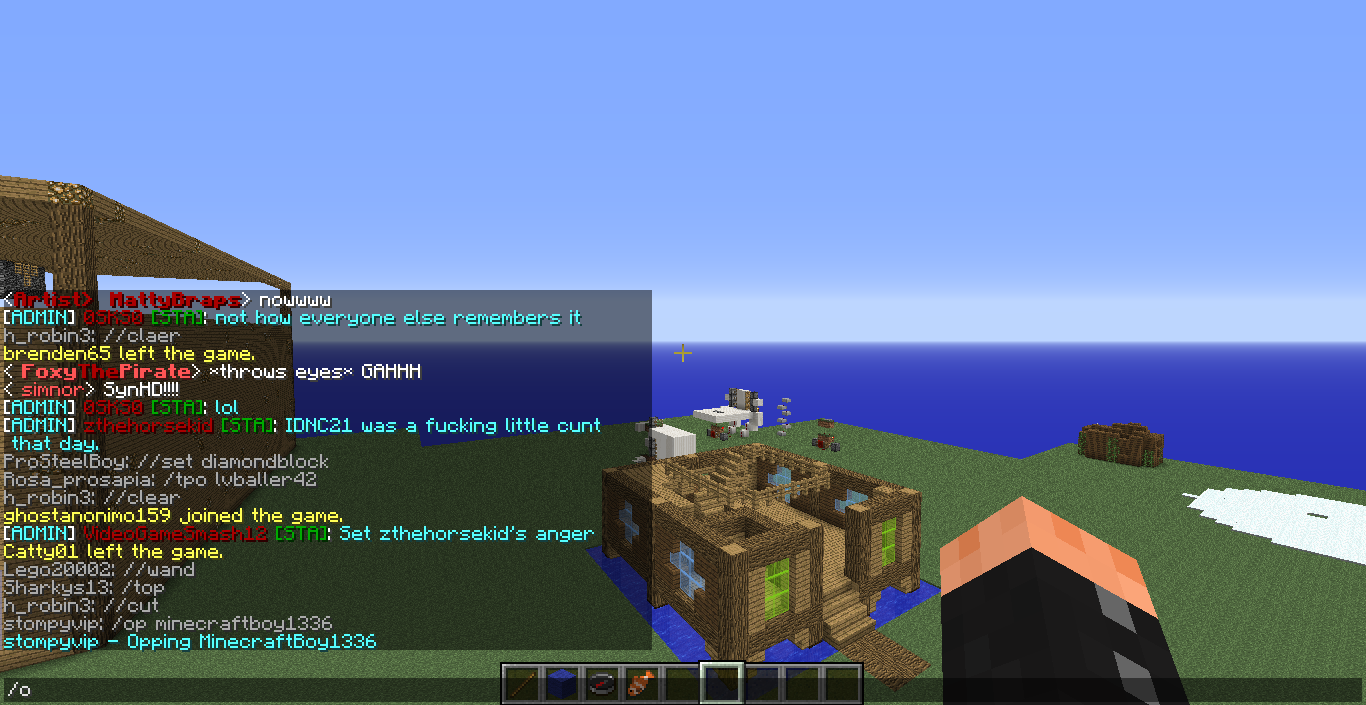 <Artist> MattyBraps> nowwww
[ADMIN] 0SKS0 [STA]: not how everyone else remembers it
h_robin3: //claer
brenden65 left the game.
< FoxyThePirate> *throws eyes* GAHHH
< simnor> SynHD!!!!
[ADMIN] 0SKS0 [STA]: lol
[ADMIN] zthehorsekid [STA]: IDNC21 was a fucking little cunt
that day.
ProSteelBoy: //set diamondblock
Rosa_prosapia: /tpo lvballer42
h_robin3: //clear
ghostanonimo159 joined the game.
[ADMIN] VideoGameSmash12 [STA]: Set zthehorsekid's anger
Catty01 left the game.
Lego20002: //wand
Sharkys13: /top
h_robin3: //cut
stompyvip: /op minecraftboy1336
stompyvip - Opping MinecraftBoy1336
/o